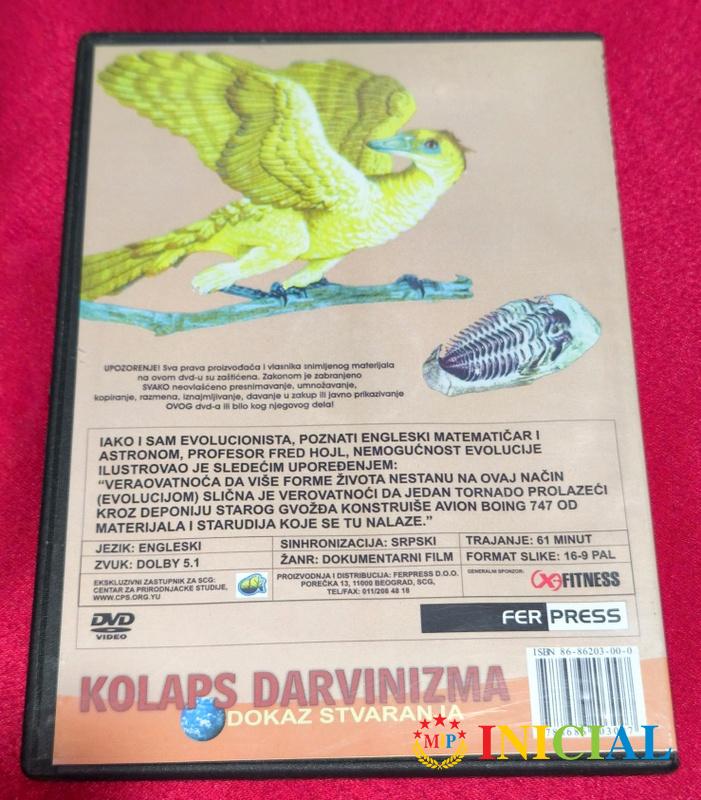 UPOZORENJE! Sva prava proizvođača i vlasnika snimljenog materijala
na ovom dvd-u su zaštićena. Zakonom je zabranjeno
SVAKO neovlašćeno presnimavanje, umnožavanje,
kopiranje, razmena, iznajmljivanje, davanje u zakup ili javno prikazivanje
OVOG dvd-a ili bilo kog njegovog dela!
IAKO I SAM EVOLUCIONISTA, POZNATI ENGLESKI MATEMATIČAR I
ASTRONOM, PROFESOR FRED HOJL, NEMOGUĆNOST EVOLUCIJE
ILUSTROVAO JE SLEDEĆIM UPOREĐENJEM:
“VERAOVATNOĆA DA VIŠE FORME ŽIVOTA NESTANU NA OVAJ NAČIN
(EVOLUCIJOM) SLIČNA JE VEROVATNOĆI DA JEDAN TORNADO PROLAZEĆI
KROZ DEPONIJU STAROG GVOŽĐA KONSTRUIŠE AVION BOING 747 OD
MATERIJALA I STARUDIJA KOJE SE TU NALAZE.”
JEZIK: ENGLESKI
SINHRONIZACIJA: SRPSKI
TRAJANJE: 61 MINUT
ZVUK: DOLBY 5.1
ŽANR: DOKUMENTARNI FILM
FORMAT SLIKE: 16-9 PAL
EKSKLUZIVNI ZASTUPNIK ZA SCG:
CENTAR ZA PRIRODNJACKE STUDIJE,
WWW.CPS.ORG.YU
PROIZVODNJA I DISTRIBUCIJA: FERPRESS D.O.O.
POREČKA 13, 11000 BEOGRAD, SCG,
TEL/FAX: 011/208 48 18
GENERALNI SPONZOR:
FITNESS
DVD
VIDEO
FER PRESS
ISBN 86-86203-00-0
KOLAPS DARVINIZMA
DOKAZ STVARANJA
MIP
INICIAL